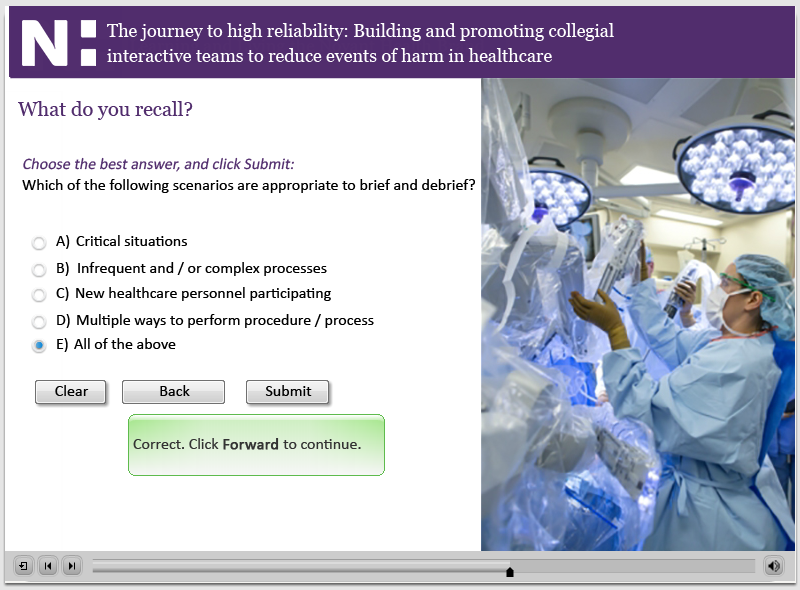 N:
The journey to high reliability: Building and promoting collegial
interactive teams to reduce events of harm in healthcare
What do you recall?
Choose the best answer, and click Submit:
Which of the following scenarios are appropriate to brief and debrief?
A) Critical situations
B) Infrequent and / or complex processes
C) New healthcare personnel participating
D) Multiple ways to perform procedure / process
E) All of the above
Clear Back Submit
Correct. Click Forward to continue.